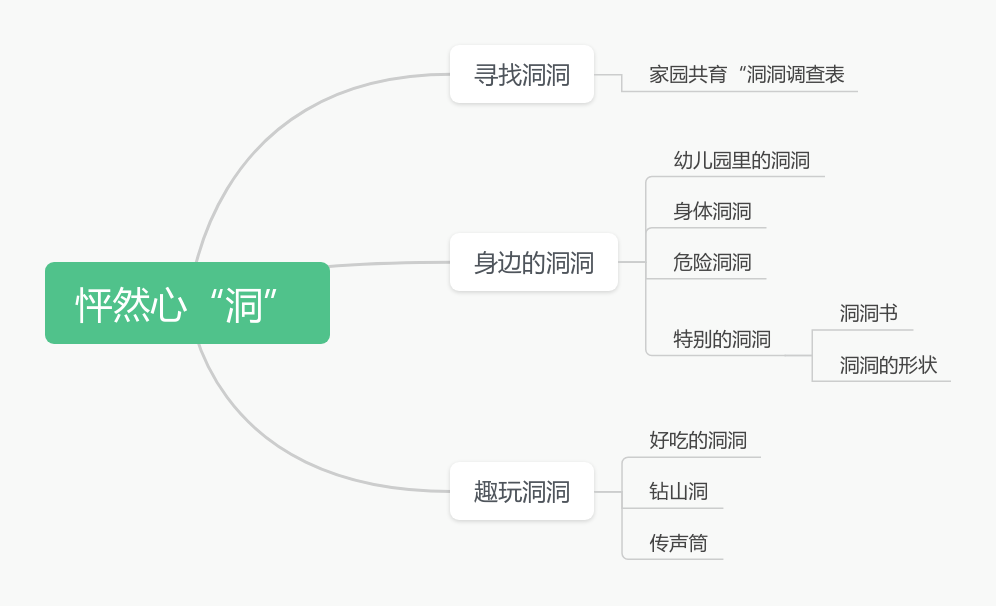 怦然心“洞”
寻找洞洞
家园共育“洞洞调查表
身边的洞洞
幼儿园里的洞洞
身体洞洞
危险洞洞
特别的洞洞
洞洞书
洞洞的形状
趣玩洞洞
好吃的洞洞
钻山洞
传声筒